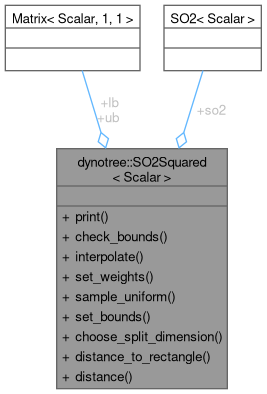 Matrix< Scalar, 1, 1 >
SO2< Scalar >
+lb
+ub
+so2
dynotree::SO2Squared
< Scalar >
+ print()
+ check_bounds()
+ interpolate()
+ set_weights()
+ sample_uniform()
+ set_bounds()
+ choose_split_dimension()
+ distance_to_rectangle()
+ distance()